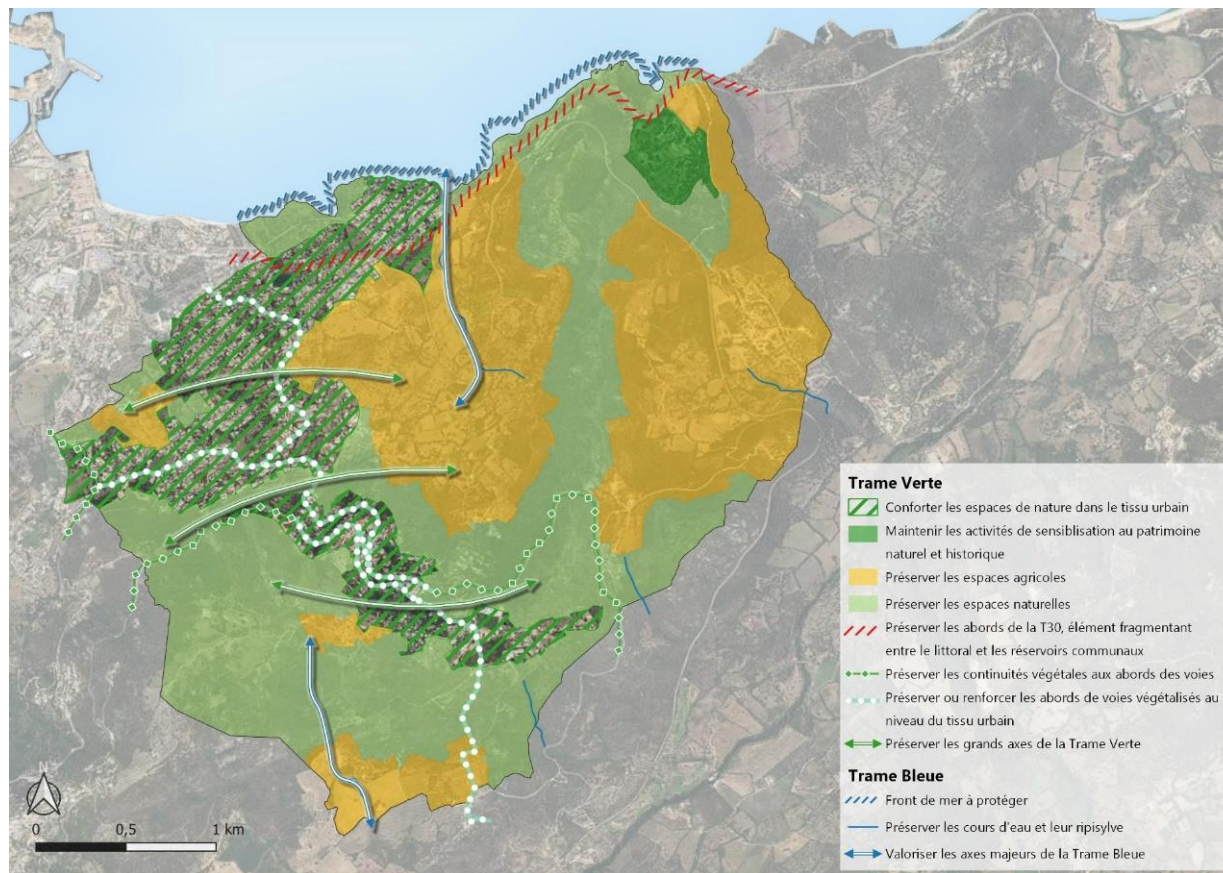 Trame Verte
Conforter les espaces de nature dans le tissu urbain
Maintenir les activités de sensiblisation au patrimoine
naturel et historique
Préserver les espaces agricoles
Préserver les espaces naturelles
Préserver les abords de la T30, élément fragmentant
entre le littoral et les réservoirs communaux
Préserver les continuités végétales aux abords des voies
Préserver ou renforcer les abords de voies végétalisés au
niveau du tissu urbain
Préserver les grands axes de la Trame Verte
Trame Bleue
Front de mer à protéger
Préserver les cours d'eau et leur ripisylve
Valoriser les axes majeurs de la Trame Bleue
N
0 0,5 1 km